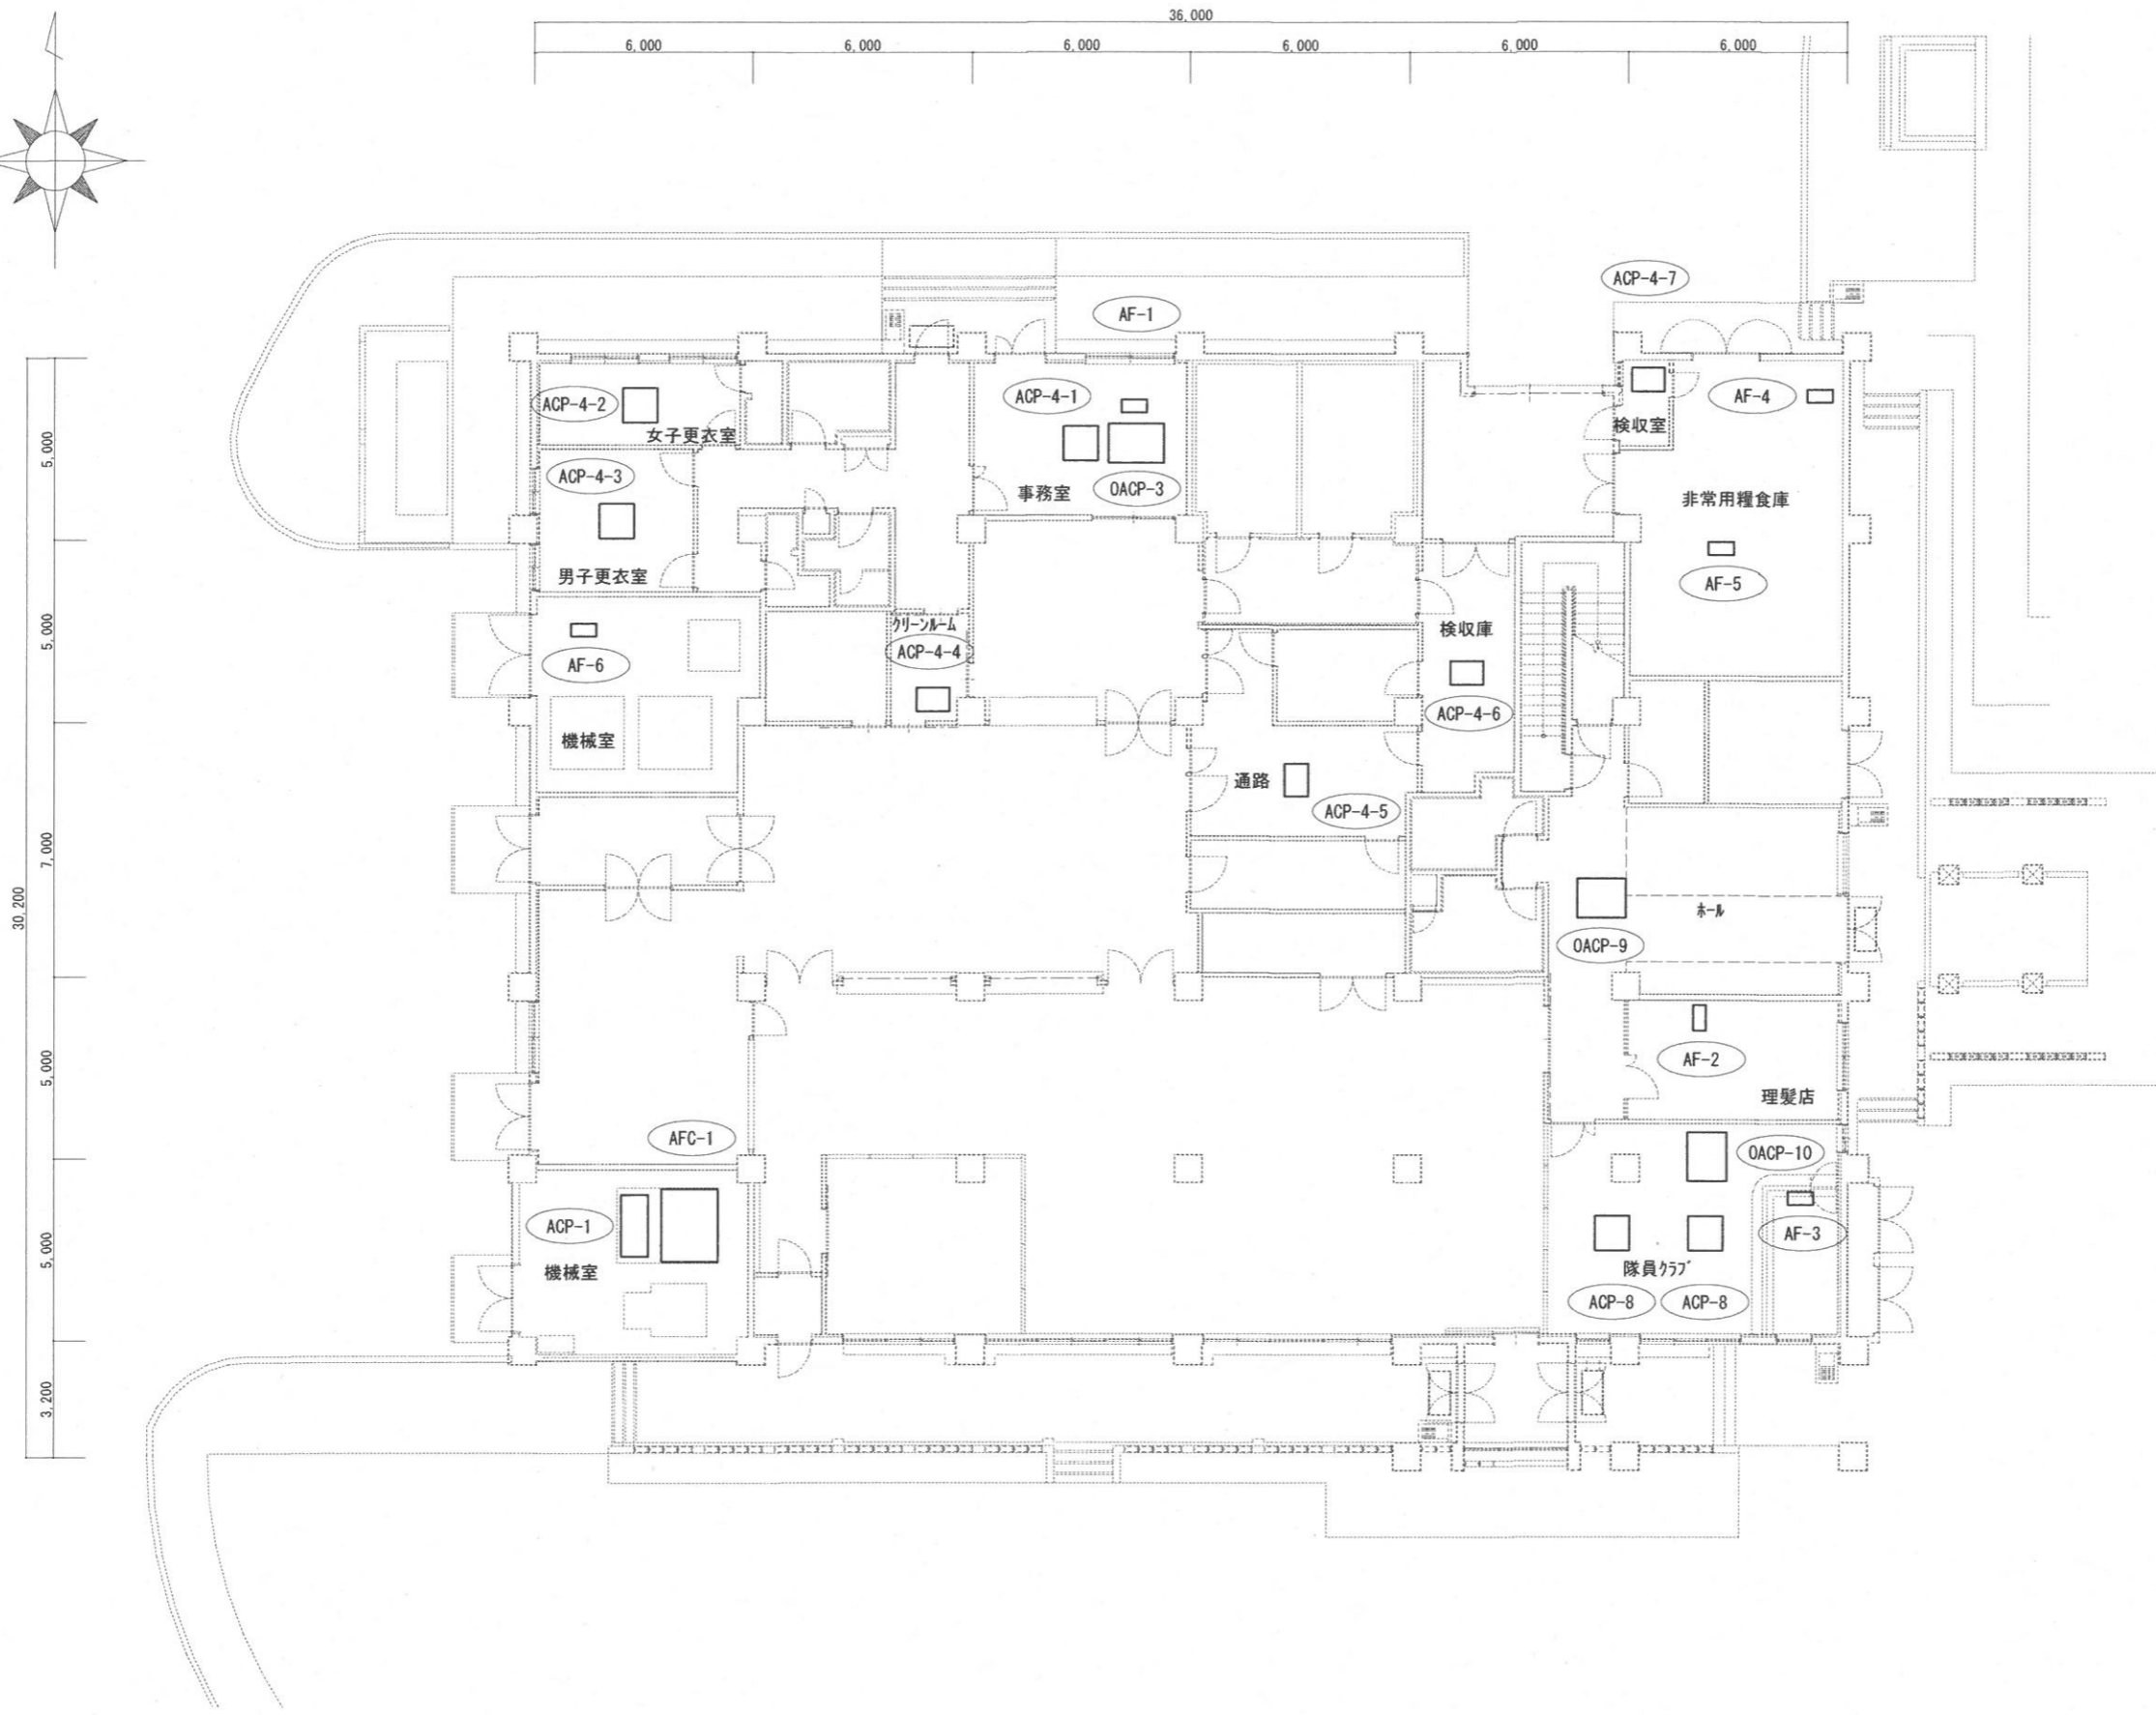 36,000
6,000
6,000
6,000
6,000
6,000
6,000
ACP-4-7
AF-1
ACP-4-2
女子更衣室
ACP-4-1
AF-4
検収室
ACP-4-3
事務室
OACP-3
非常用糧食庫
男子更衣室
AF-5
5,000
5,000
7,000
30,200
5,000
5,000
3,200
クリーンルーム
ACP-4-4
検収庫
AF-6
ACP-4-6
機械室
通路
ACP-4-5
ホール
OACP-9
AF-2
理髪店
AFC-1
OACP-10
ACP-1
AF-3
機械室
隊員クラブ
ACP-8
ACP-8